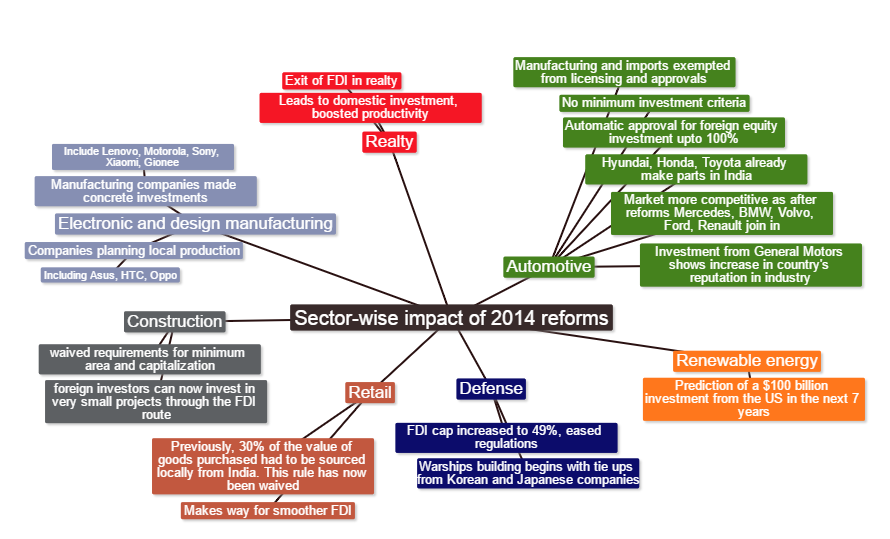 Sector-wise impact of 2014 reforms
Realty
Exit of FDI in realty
Leads to domestic investment,
boosted productivity
Automotive
Manufacturing and imports exempted
from licensing and approvals
No minimum investment criteria
Automatic approval for foreign equity
investment upto 100%
Hyundai, Honda, Toyota already
make parts in India
Market more competitive as after
reforms Mercedes, BMW, Volvo,
Ford, Renault join in
Investment from General Motors
shows increase in country's
reputation in industry
Electronic and design manufacturing
Manufacturing companies made
concrete investments
Include Lenovo, Motorola, Sony,
Xiaomi, Gionee
Companies planning local production
Including Asus, HTC, Oppo
Construction
waived requirements for minimum
area and capitalization
foreign investors can now invest in
very small projects through the FDI
route
Retail
Previously, 30% of the value of
goods purchased had to be sourced
locally from India. This rule has now
been waived
Makes way for smoother FDI
Defense
FDI cap increased to 49%, eased
regulations
Warships building begins with tie ups
from Korean and Japanese companies
Renewable energy
Prediction of a $100 billion
investment from the US in the next 7
years